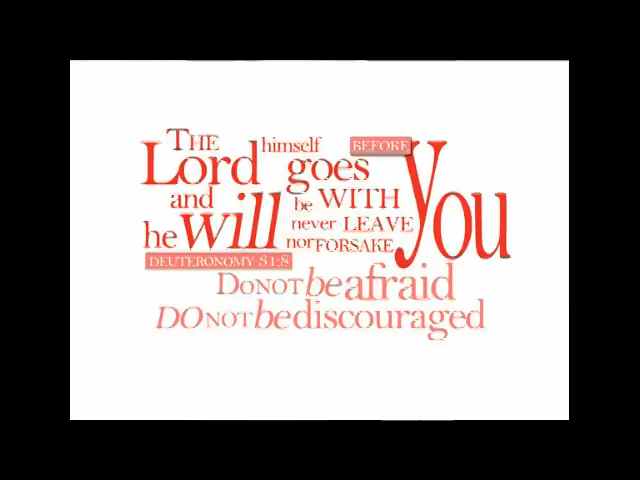 THE himself BEFORE
Lord goes YOU
and be WITH
he will never LEAVE
nor FORSAKE
DEUTERONOMY 31:8
DO NOT be afraid
DO NOT be discouraged